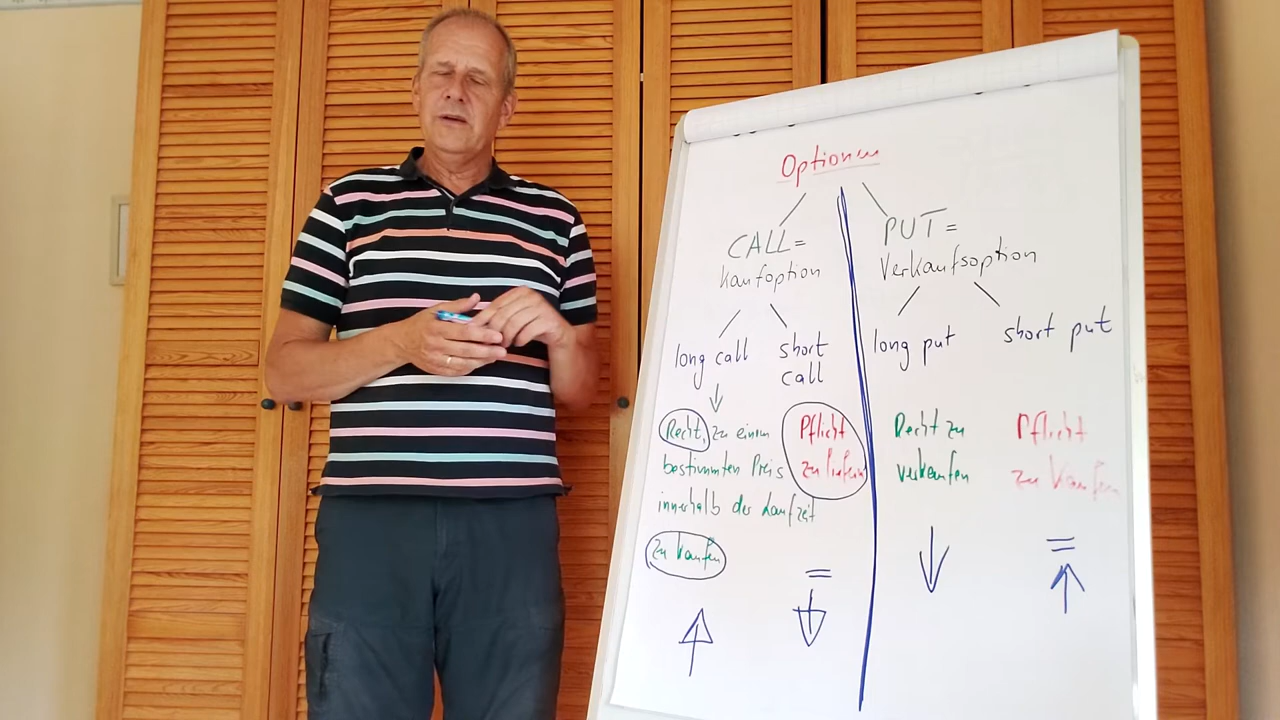 Optionen
CALL =
Kaufoption
long call
short
call
Recht, zu einem
bestimmten Preis
innerhalb der Laufzeit
zu kaufen
Pflicht
zu liefern
=
PUT =
Verkaufsoption
long put
short put
Recht zu
verkaufen
Pflicht
zu kaufen
=